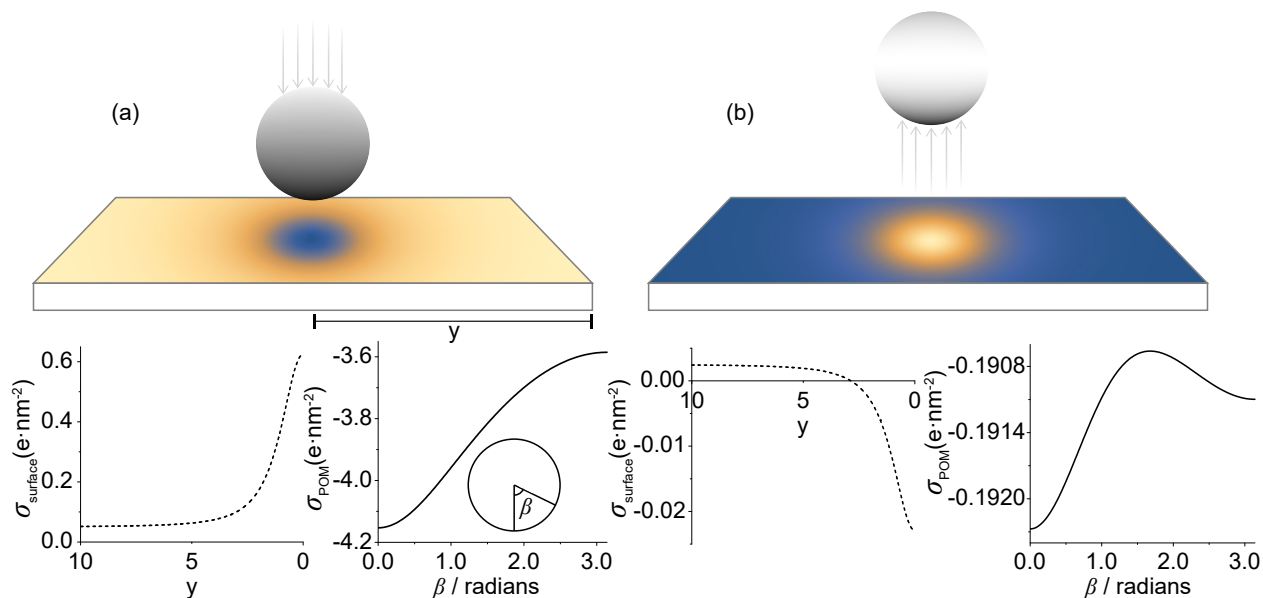 (a)
(b)
y
0.6
0.4
0.2
0.0
10
5
0
y
σsurface(e·nm-2)
-3.6
-3.8
-4.0
-4.2
0.0
1.0
2.0
3.0
β / radians
σPOM(e·nm-2)
β
0.00
-0.01
-0.02
10
5
0
y
σsurface(e·nm-2)
-0.1908
-0.1914
-0.1920
0.0
1.0
2.0
3.0
β / radians
σPOM(e·nm-2)